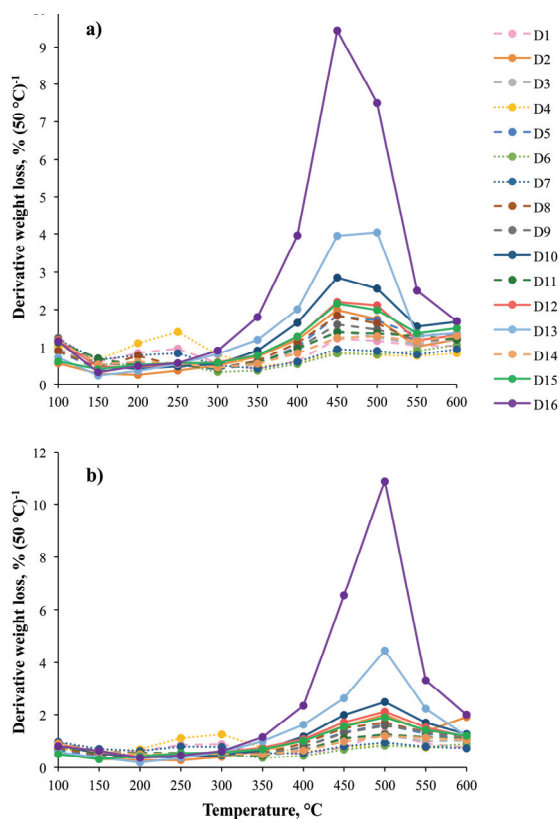 a)
Derivative weight loss, % (50 °C)-1
9
8
7
6
5
4
3
2
1
0
100 150 200 250 300 350 400 450 500 550 600
D1
D2
D3
D4
D5
D6
D7
D8
D9
D10
D11
D12
D13
D14
D15
D16
b)
Derivative weight loss, % (50 °C)-1
12
10
8
6
4
2
0
100 150 200 250 300 350 400 450 500 550 600
Temperature, °C